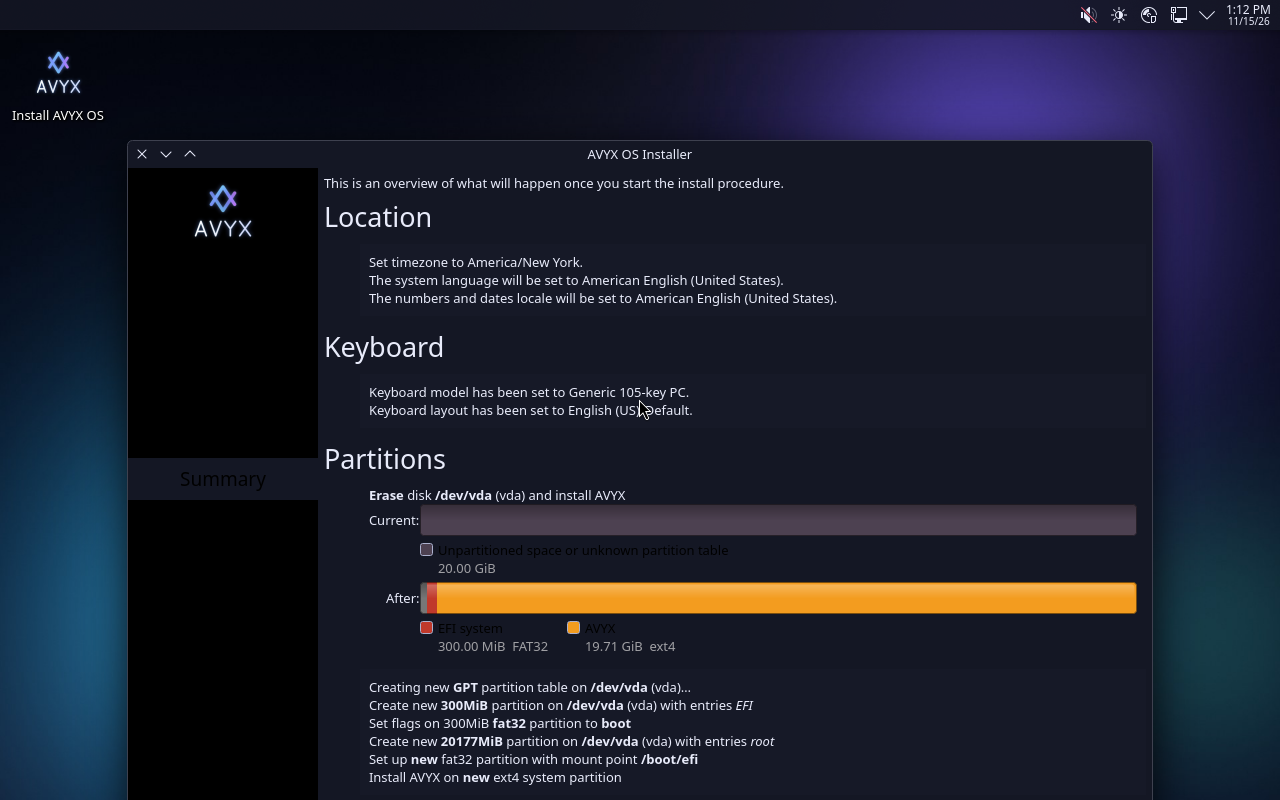 1:12 PM
11/15/26
AVYX
Install AVYX OS
AVYX OS Installer
AVYX
Summary
This is an overview of what will happen once you start the install procedure.
Location
Set timezone to America/New York.
The system language will be set to American English (United States).
The numbers and dates locale will be set to American English (United States).
Keyboard
Keyboard model has been set to Generic 105-key PC.
Keyboard layout has been set to English (US)/Default.
Partitions
Erase disk /dev/vda (vda) and install AVYX
Current:
Unpartitioned space or unknown partition table
20.00 GiB
After:
EFI system AVYX
300.00 MiB FAT32 19.71 GiB ext4
Creating new GPT partition table on /dev/vda (vda)...
Create new 300MiB partition on /dev/vda (vda) with entries EFI
Set flags on 300MiB fat32 partition to boot
Create new 20177MiB partition on /dev/vda (vda) with entries root
Set up new fat32 partition with mount point /boot/efi
Install AVYX on new ext4 system partition